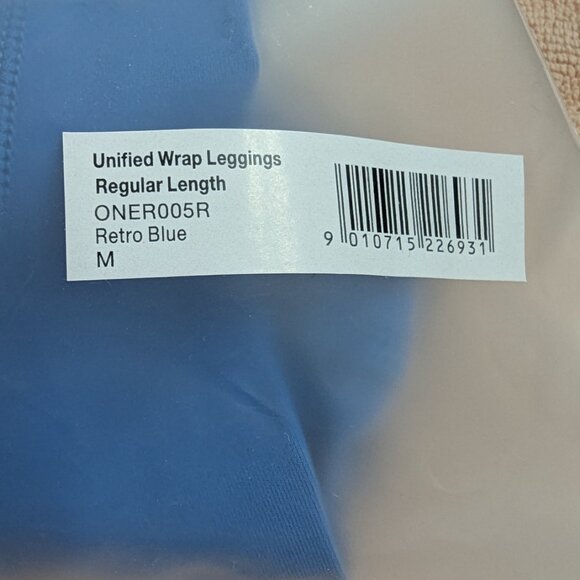 Unified Wrap Leggings
Regular Length
ONER005R
Retro Blue
M
9 010715 226931